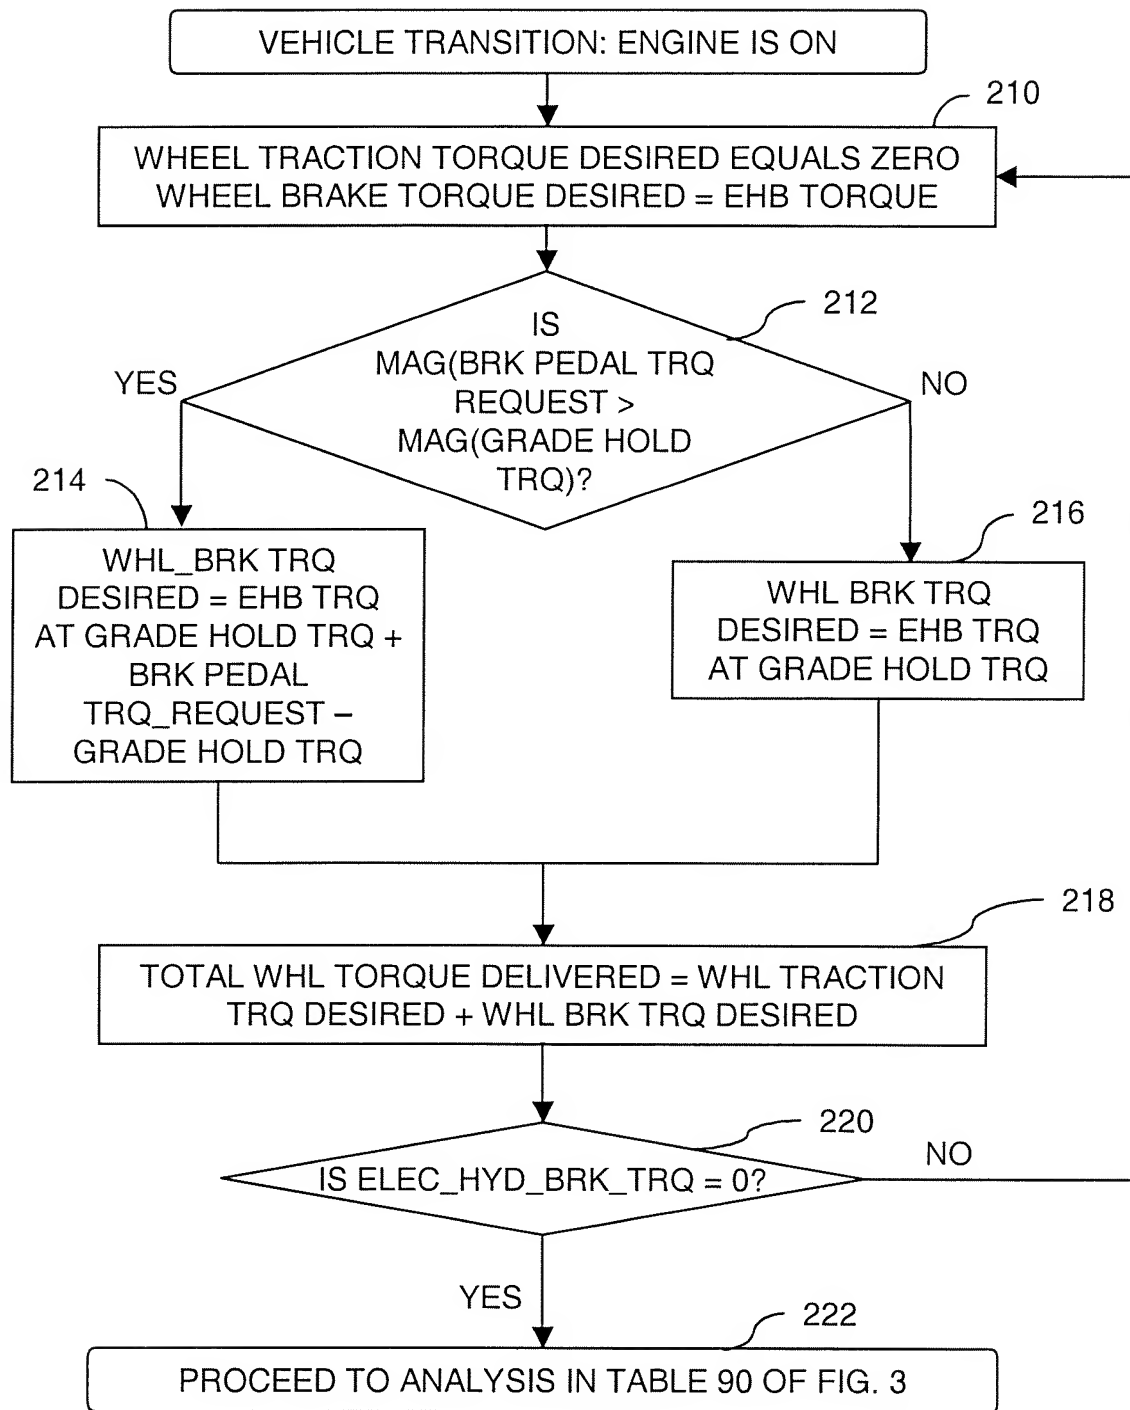 VEHICLE TRANSITION: ENGINE IS ON
210
WHEEL TRACTION TORQUE DESIRED EQUALS ZERO
WHEEL BRAKE TORQUE DESIRED = EHB TORQUE
212
IS
MAG(BRK PEDAL TRQ
REQUEST >
MAG(GRADE HOLD
TRQ)?
YES
NO
214
WHL_BRK TRQ
DESIRED = EHB TRQ
AT GRADE HOLD TRQ +
BRK PEDAL
TRQ_REQUEST –
GRADE HOLD TRQ
216
WHL BRK TRQ
DESIRED = EHB TRQ
AT GRADE HOLD TRQ
218
TOTAL WHL TORQUE DELIVERED = WHL TRACTION
TRQ DESIRED + WHL BRK TRQ DESIRED
220
IS ELEC_HYD_BRK_TRQ = 0?
NO
YES
222
PROCEED TO ANALYSIS IN TABLE 90 OF FIG. 3